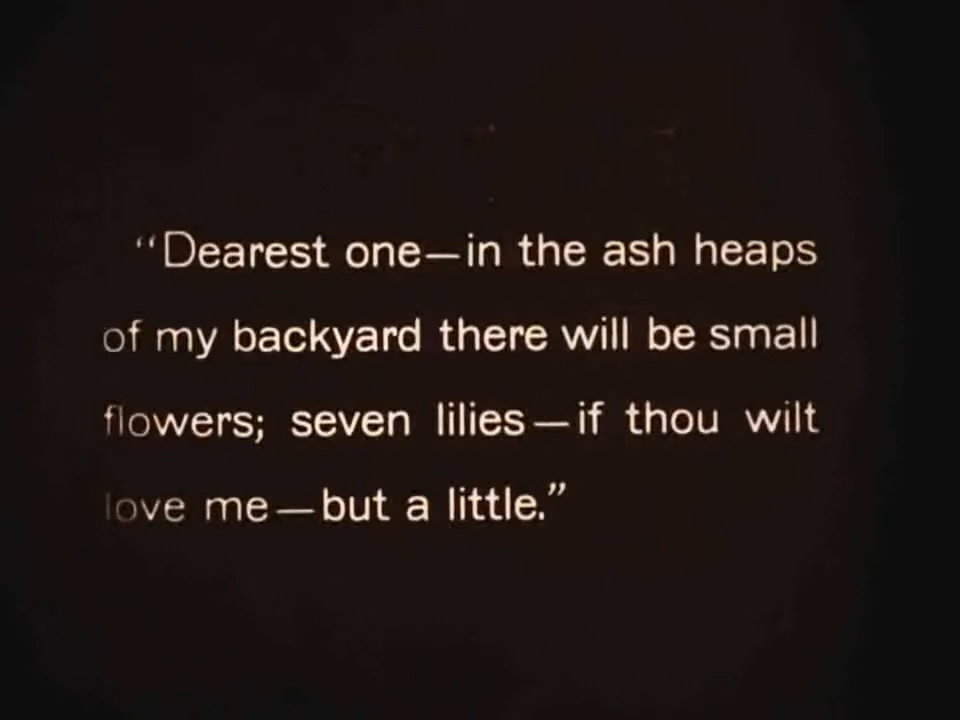 “Dearest one—in the ash heaps
of my backyard there will be small
flowers; seven lilies—if thou wilt
love me—but a little.”